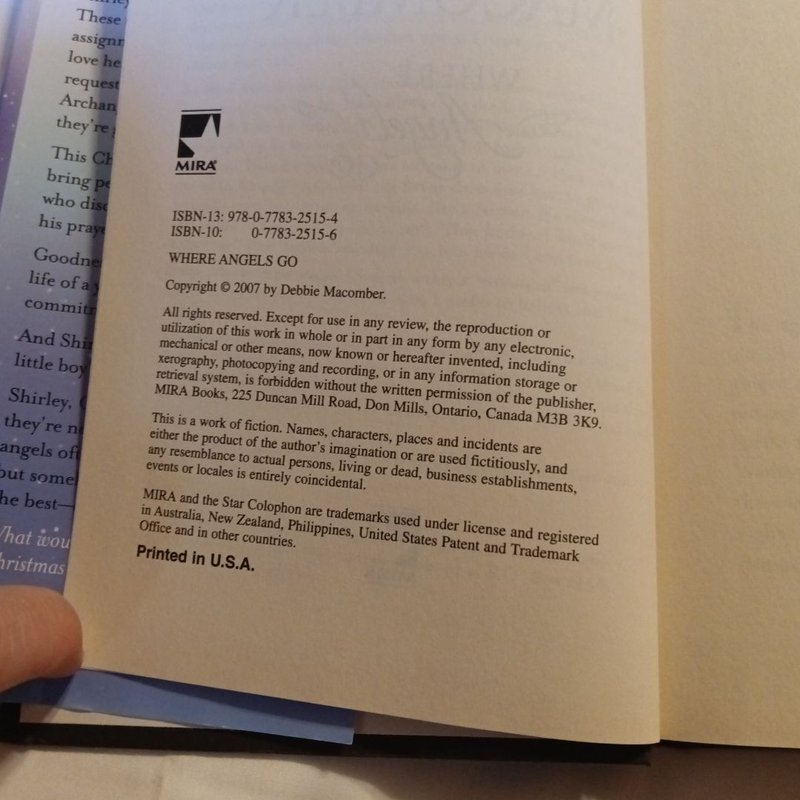 These
assignm
love he
request
Archan
they're
This Ch
bring pe
who disc
his praye
Goodne
life of a
commitm
And Shi
little boy
Shirley,
they're n
angels oft
but some
he best—
What wou
hristmas
MIRA
ISBN-13: 978-0-7783-2515-4
ISBN-10: 0-7783-2515-6
WHERE ANGELS GO
Copyright © 2007 by Debbie Macomber.
All rights reserved. Except for use in any review, the reproduction or
utilization of this work in whole or in part in any form by any electronic,
mechanical or other means, now known or hereafter invented, including
xerography, photocopying and recording, or in any information storage or
retrieval system, is forbidden without the written permission of the publisher,
MIRA Books, 225 Duncan Mill Road, Don Mills, Ontario, Canada M3B 3K9.
This is a work of fiction. Names, characters, places and incidents are
either the product of the author's imagination or are used fictitiously, and
any resemblance to actual persons, living or dead, business establishments,
events or locales is entirely coincidental.
MIRA and the Star Colophon are trademarks used under license and registered
in Australia, New Zealand, Philippines, United States Patent and Trademark
Office and in other countries.
Printed in U.S.A.